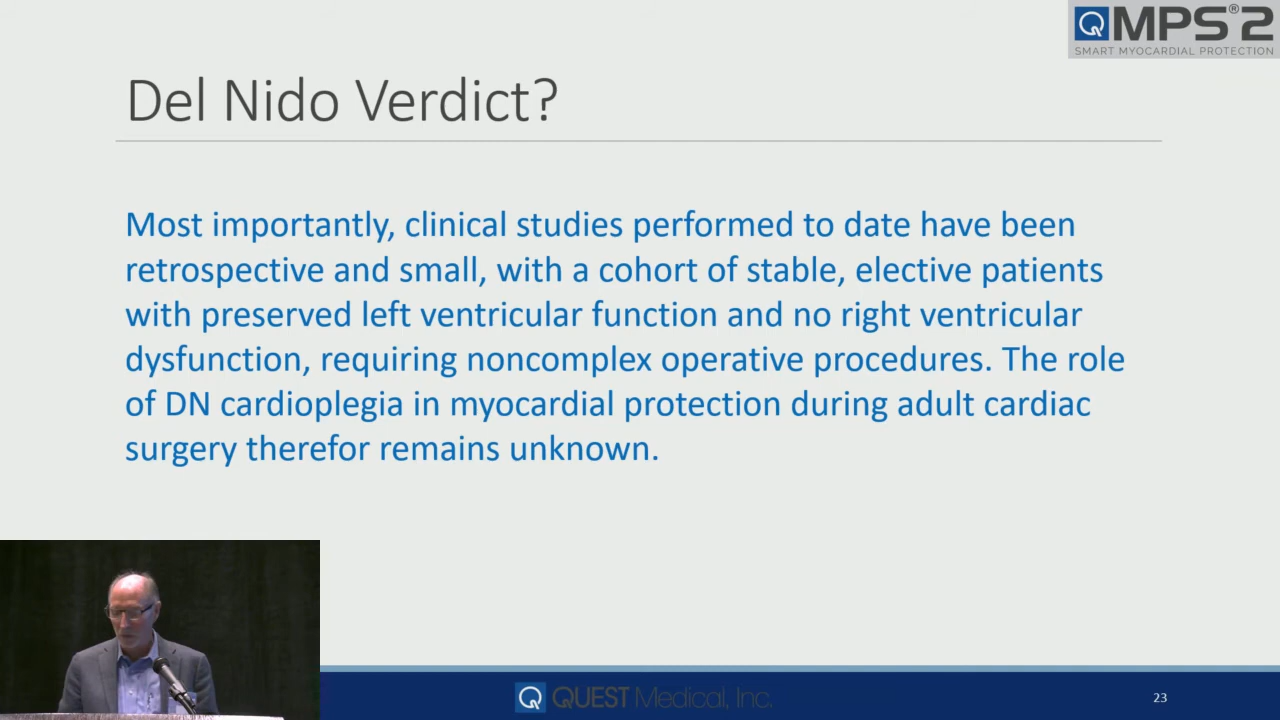 Q MPS®2
SMART MYOCARDIAL PROTECTION
Del Nido Verdict?
Most importantly, clinical studies performed to date have been
retrospective and small, with a cohort of stable, elective patients
with preserved left ventricular function and no right ventricular
dysfunction, requiring noncomplex operative procedures. The role
of DN cardioplegia in myocardial protection during adult cardiac
surgery therefor remains unknown.
Q QUEST Medical, Inc.
23